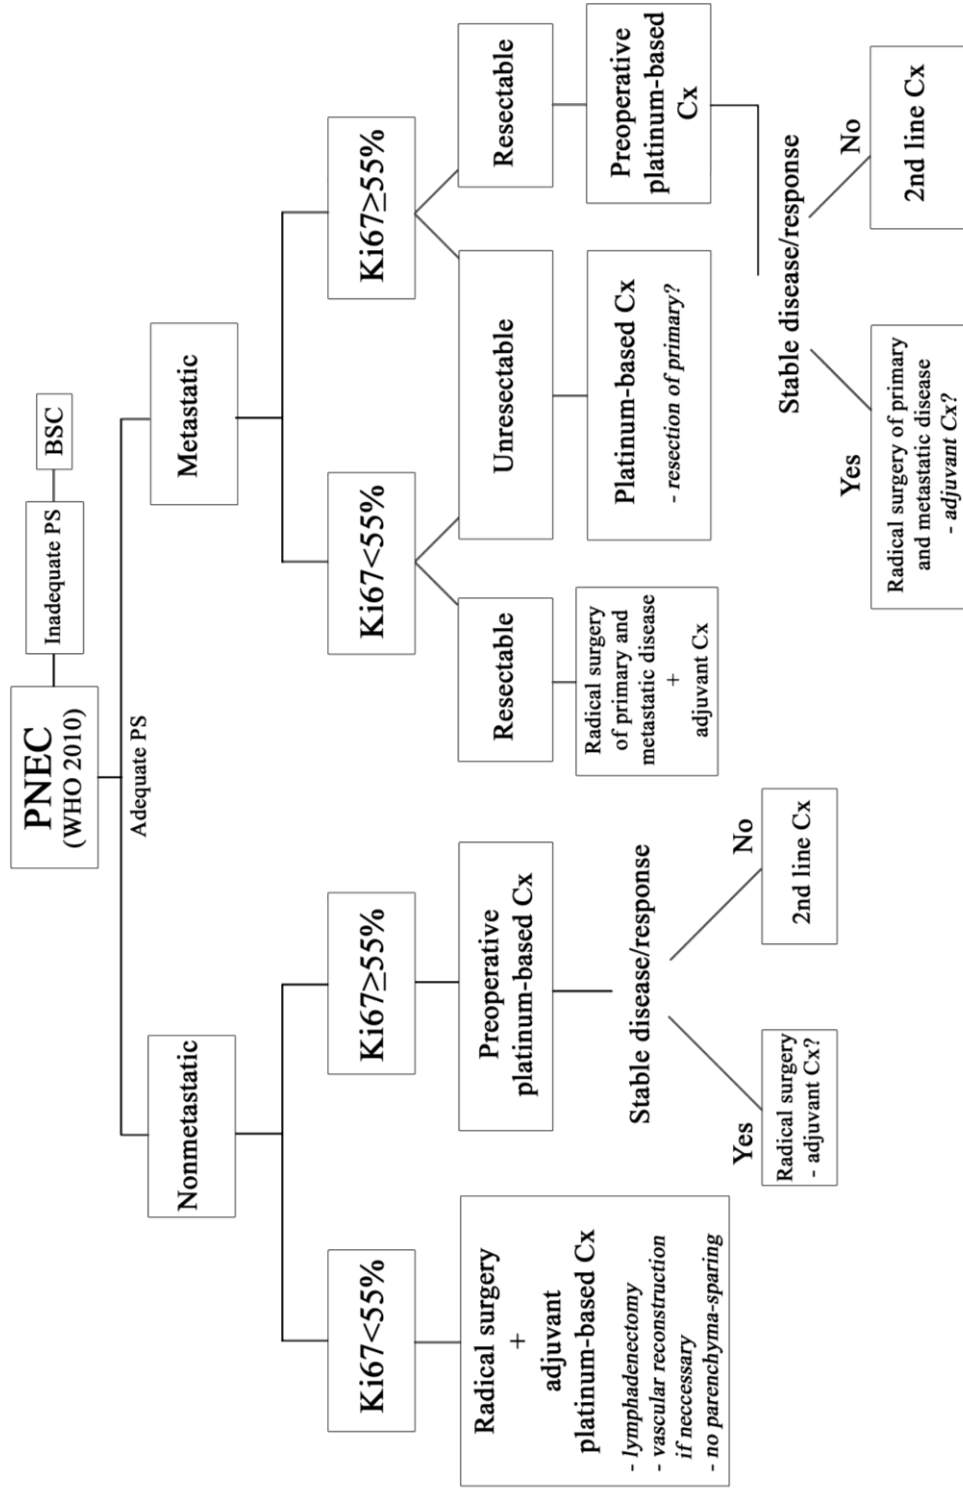 PNEC
(WHO 2010)
Inadequate PS
BSC
Adequate PS
Nonmetastatic
Metastatic
Ki67<55%
Ki67≥55%
Ki67<55%
Ki67≥55%
Radical surgery
+
adjuvant
platinum-based Cx
- lymphadenectomy
- vascular reconstruction
if neccessary
- no parenchyma-sparing
Preoperative
platinum-based Cx
Stable disease/response
Yes
No
Radical surgery
- adjuvant Cx?
2nd line Cx
Resectable
Unresectable
Resectable
Radical surgery
of primary and
metastatic disease
+
adjuvant Cx
Platinum-based Cx
- resection of primary?
Preoperative
platinum-based
Cx
Stable disease/response
Yes
No
Radical surgery of primary
and metastatic disease
- adjuvant Cx?
2nd line Cx